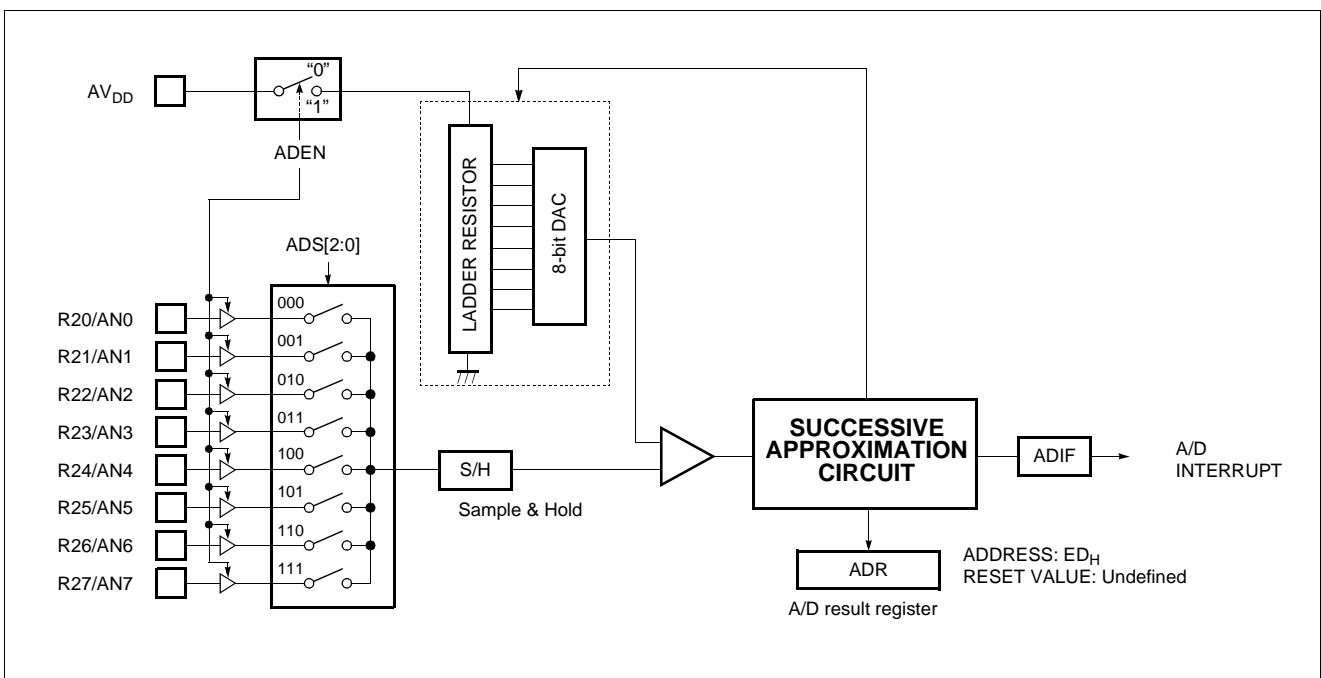 AVDD
“0”
“1”
ADEN
LADDER RESISTOR
8-bit DAC
ADS[2:0]
R20/AN0
000
R21/AN1
001
R22/AN2
010
R23/AN3
011
R24/AN4
100
R25/AN5
101
R26/AN6
110
R27/AN7
111
S/H
Sample & Hold
SUCCESSIVE
APPROXIMATION
CIRCUIT
ADIF
A/D
INTERRUPT
ADR
A/D result register
ADDRESS: EDH
RESET VALUE: Undefined